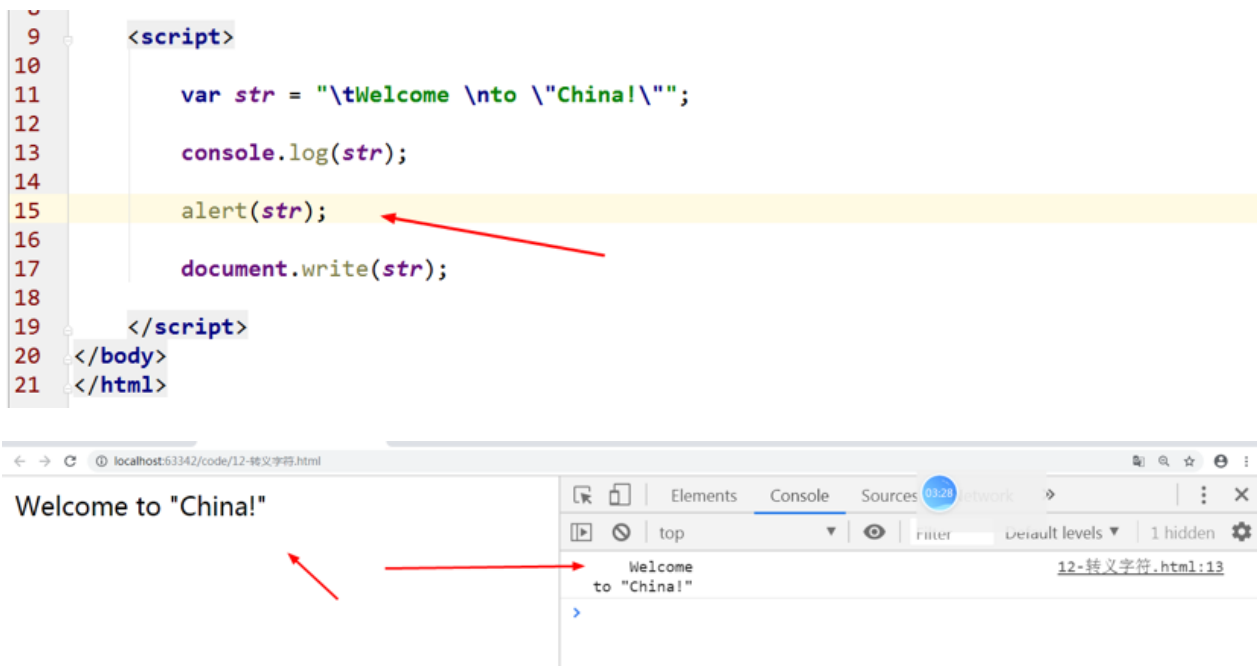 9 <script>
10
11 var str = "\tWelcome \nto \"China!\"";
12
13 console.log(str);
14
15 alert(str);
16
17 document.write(str);
18
19 </script>
20 </body>
21 </html>
localhost:63342/code/12-转义字符.html
Welcome to "China!"
Elements Console Sources 03:28 Network »
top Filter Default levels 1 hidden
Welcome 12-转义字符.html:13
to "China!"
>